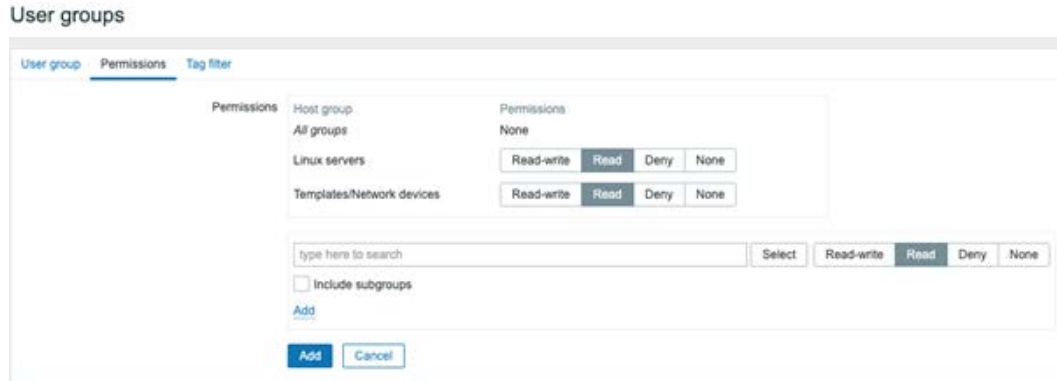 User groups
User group Permissions Tag filter
Permissions Host group Permissions
All groups None
Linux servers Read-write Read Deny None
Templates/Network devices Read-write Read Deny None
type here to search Select Read-write Read Deny None
Include subgroups
Add
Add Cancel